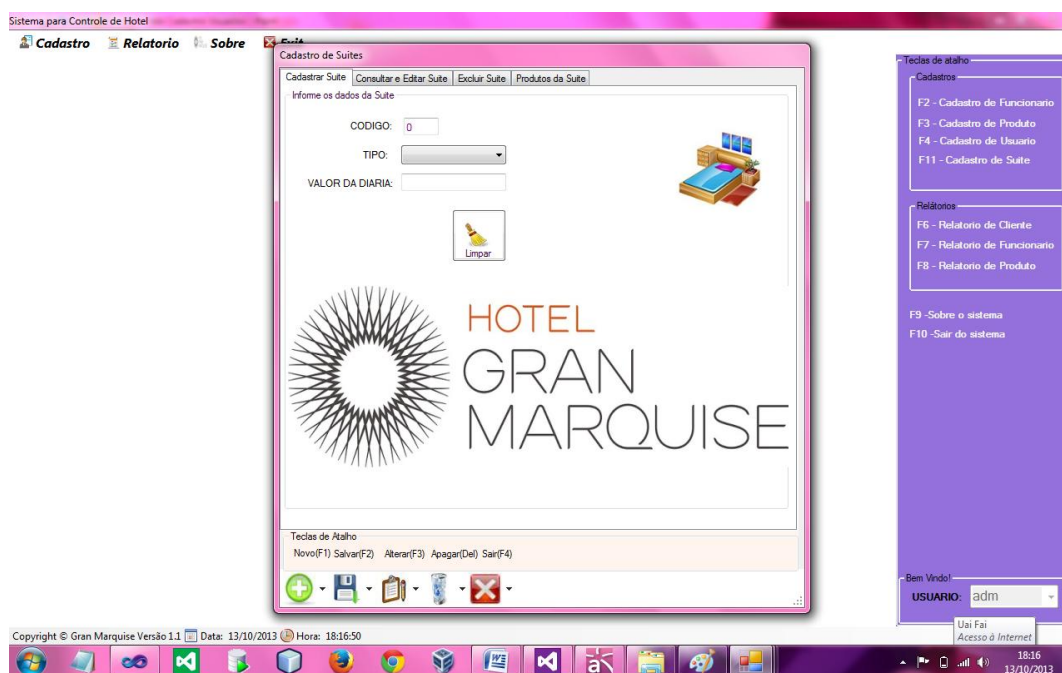 Sistema para Controle de Hotel
Cadastro Relatorio Sobre Exit
Cadastro de Suites
Cadastrar Suite Consultar e Editar Suite Excluir Suite Produtos da Suite
Informe os dados da Suite
CODIGO: 0
TIPO:
VALOR DA DIARIA:
Limpar
HOTEL
GRAN
MARQUISE
Teclas de Atalho
Novo(F1) Salvar(F2) Alterar(F3) Apagar(Del) Sair(F4)
Teclas de atalho
Cadastros
F2 - Cadastro de Funcionario
F3 - Cadastro de Produto
F4 - Cadastro de Usuario
F11 - Cadastro de Suite
Relátorios
F6 - Relatorio de Cliente
F7 - Relatorio de Funcionario
F8 - Relatorio de Produto
F9 -Sobre o sistema
F10 -Sair do sistema
Bem Vindo!
USUARIO: adm
Uai Fai
Acesso à Internet
Copyright © Gran Marquise Versão 1.1 Data: 13/10/2013 Hora: 18:16:50
18:16
13/10/2013